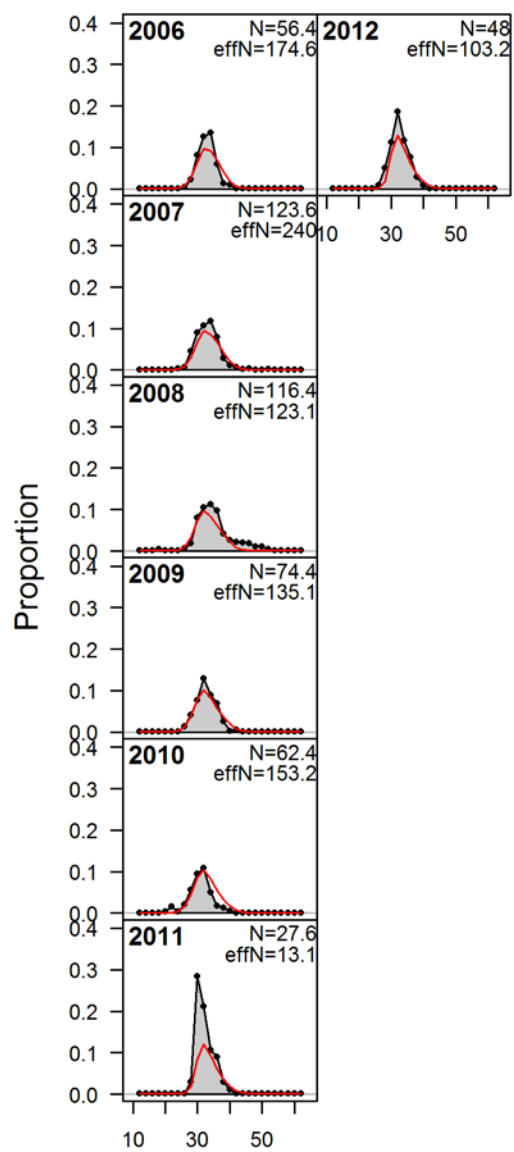 Proportion
0.4
0.3
0.2
0.1
0.0
2006
N=56.4
effN=174.6
2012
N=48
effN=103.2
10 30 50
0.4
0.3
0.2
0.1
0.0
2007
N=123.6
effN=240
0.4
0.3
0.2
0.1
0.0
2008
N=116.4
effN=123.1
0.4
0.3
0.2
0.1
0.0
2009
N=74.4
effN=135.1
0.4
0.3
0.2
0.1
0.0
2010
N=62.4
effN=153.2
0.4
0.3
0.2
0.1
0.0
2011
N=27.6
effN=13.1
10 30 50